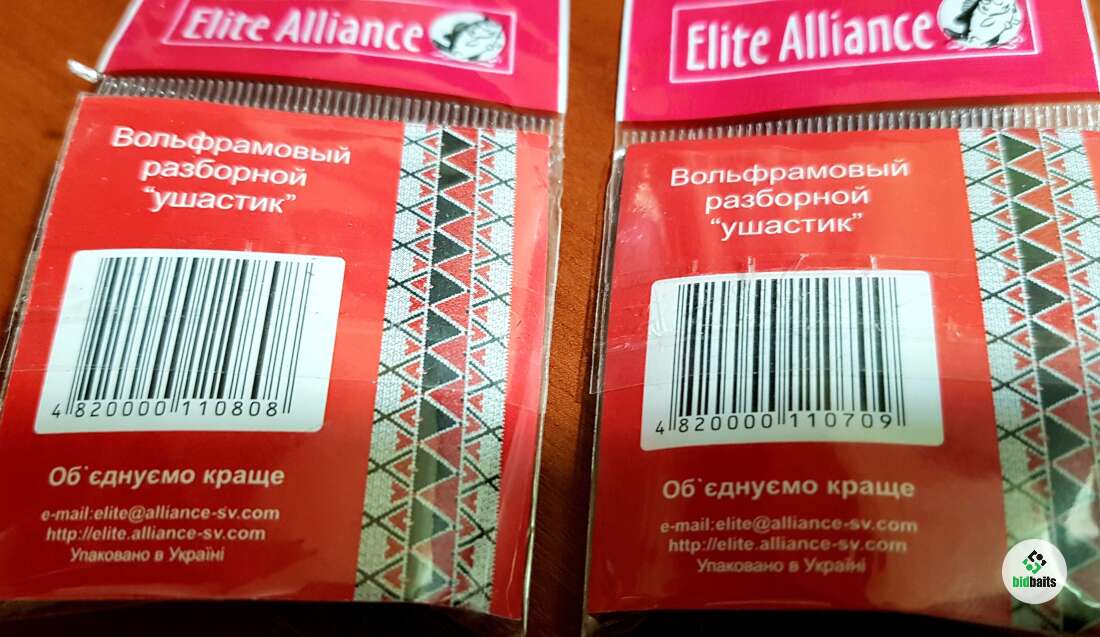 Elite Alliance
Вольфрамовый
разборной
“ушастик”
4 820000 110808
Об`єднуємо краще
e-mail:elite@alliance-sv.com
http://elite.alliance-sv.com
Упаковано в Україні
Elite Alliance
Вольфрамовый
разборной
“ушастик”
4 820000 110709
Об`єднуємо краще
e-mail:elite@alliance-sv.com
http://elite.alliance-sv.com
Упаковано в Україні
bidbaits